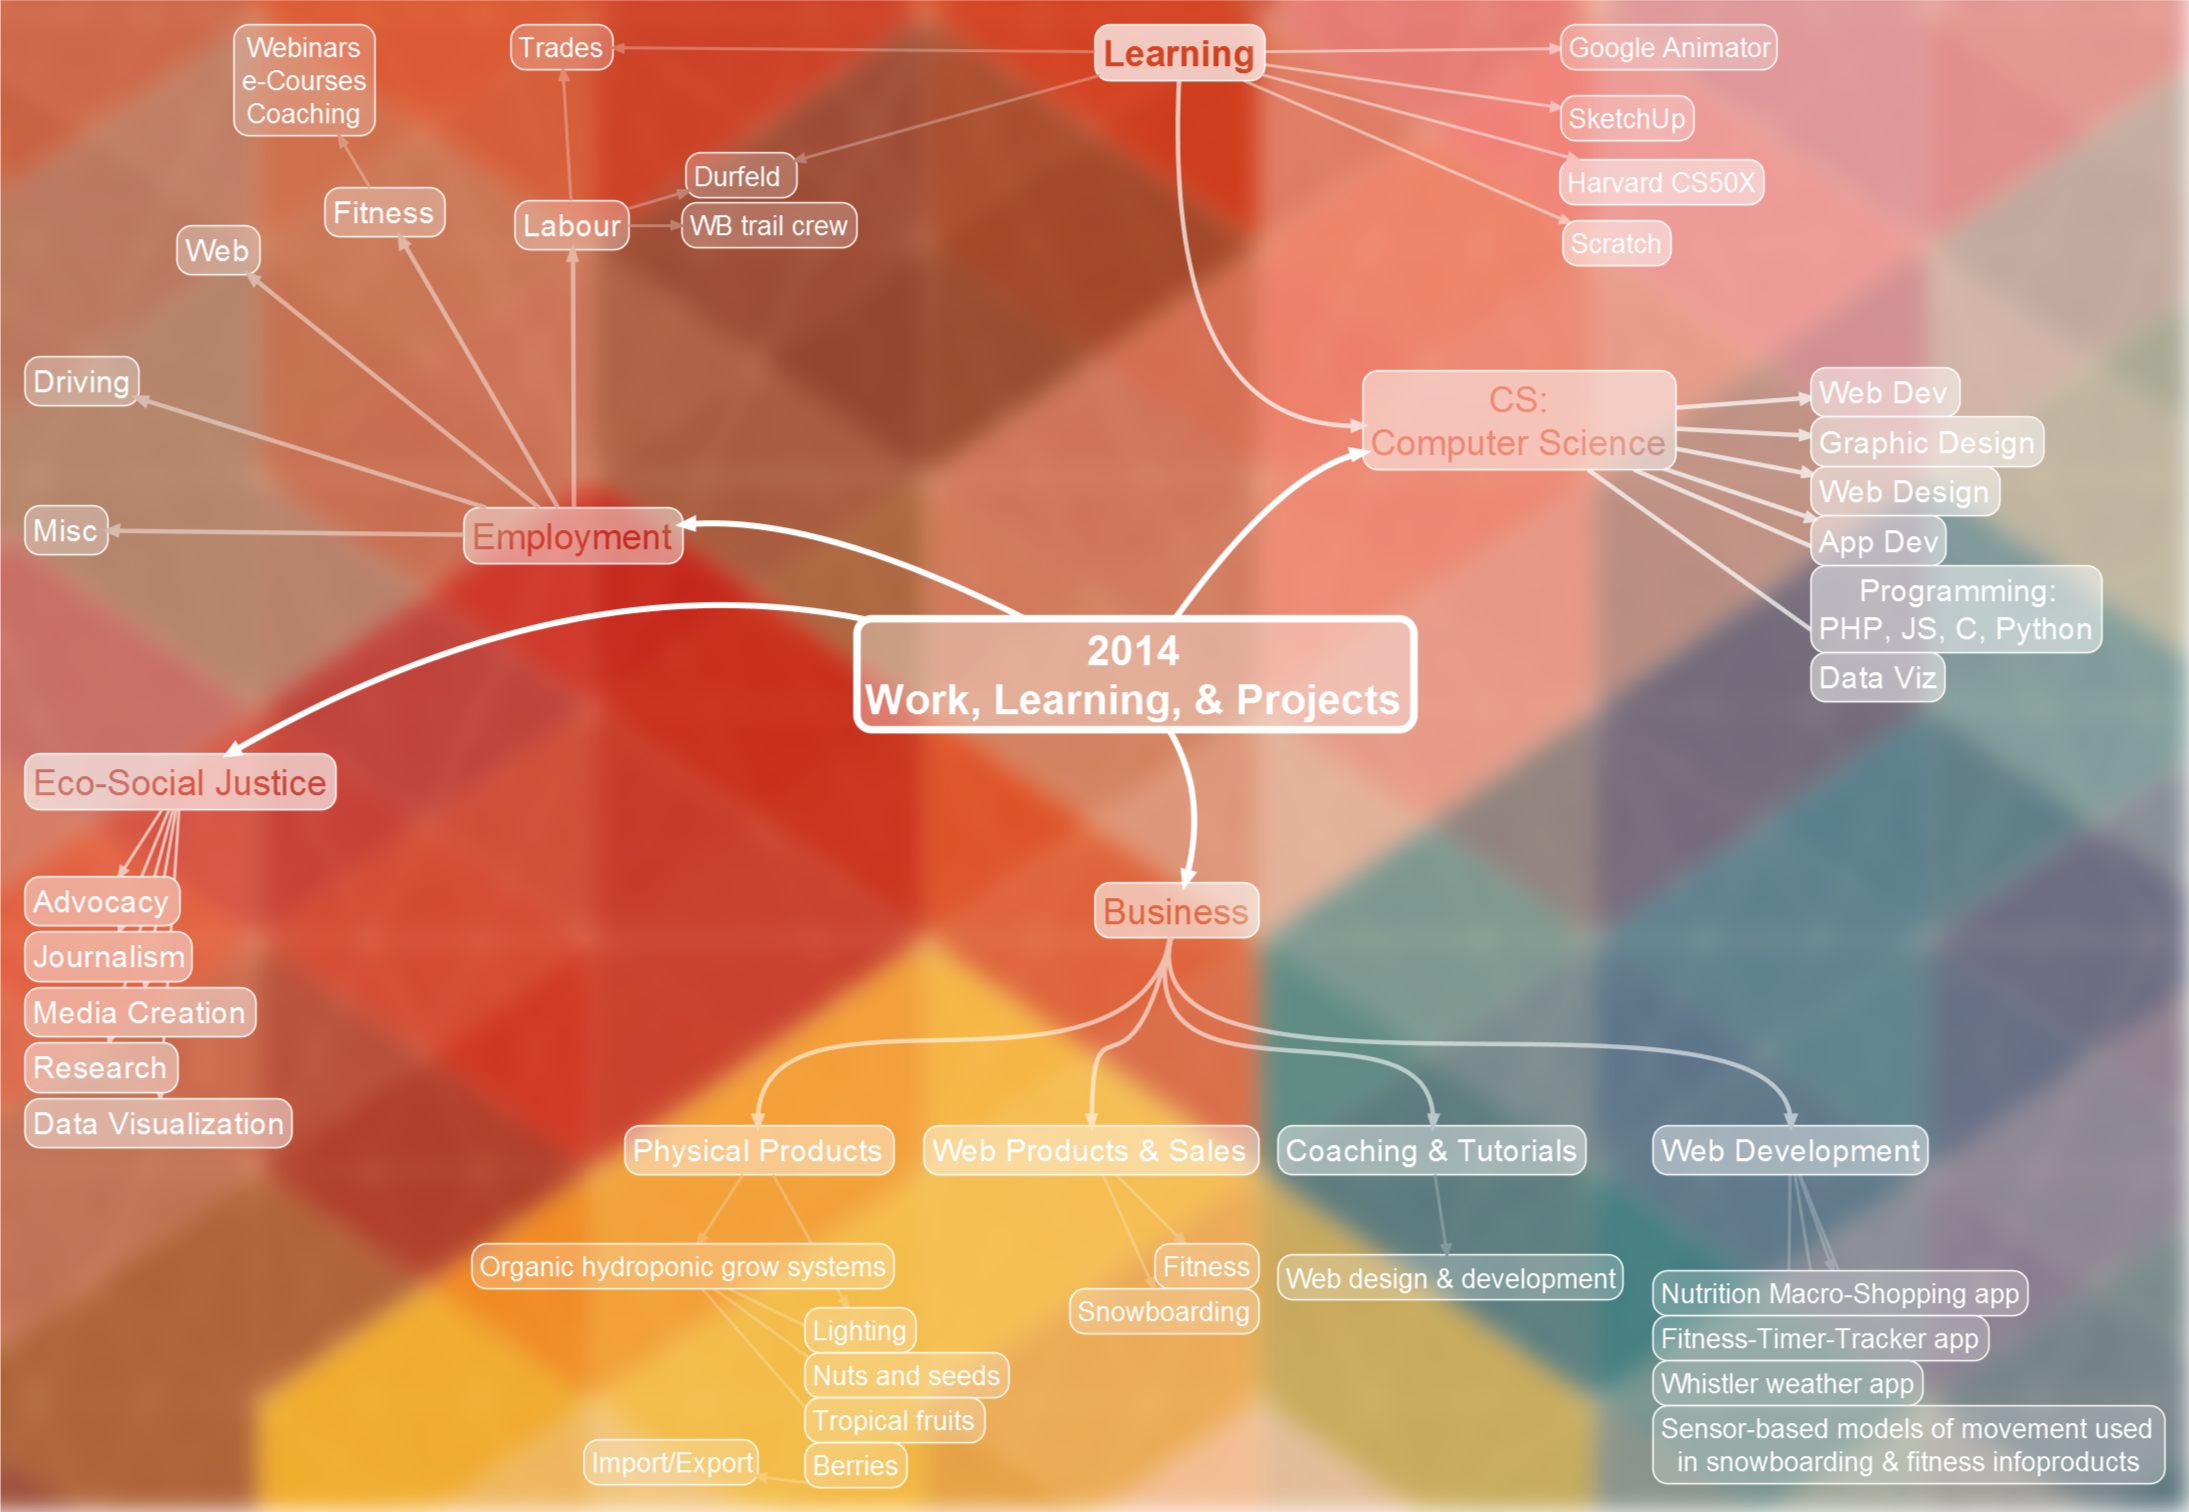 Webinars
e-Courses
Coaching
Trades
Learning
Google Animator
SketchUp
Durfeld
Harvard CS50X
Fitness
Labour
WB trail crew
Scratch
Web
Driving
CS:
Computer Science
Web Dev
Graphic Design
Web Design
App Dev
Programming:
PHP, JS, C, Python
Data Viz
Misc
Employment
2014
Work, Learning, & Projects
Eco-Social Justice
Advocacy
Journalism
Media Creation
Research
Data Visualization
Business
Physical Products
Web Products & Sales
Coaching & Tutorials
Web Development
Organic hydroponic grow systems
Lighting
Nuts and seeds
Tropical fruits
Berries
Import/Export
Fitness
Snowboarding
Web design & development
Nutrition Macro-Shopping app
Fitness-Timer-Tracker app
Whistler weather app
Sensor-based models of movement used
in snowboarding & fitness infoproducts